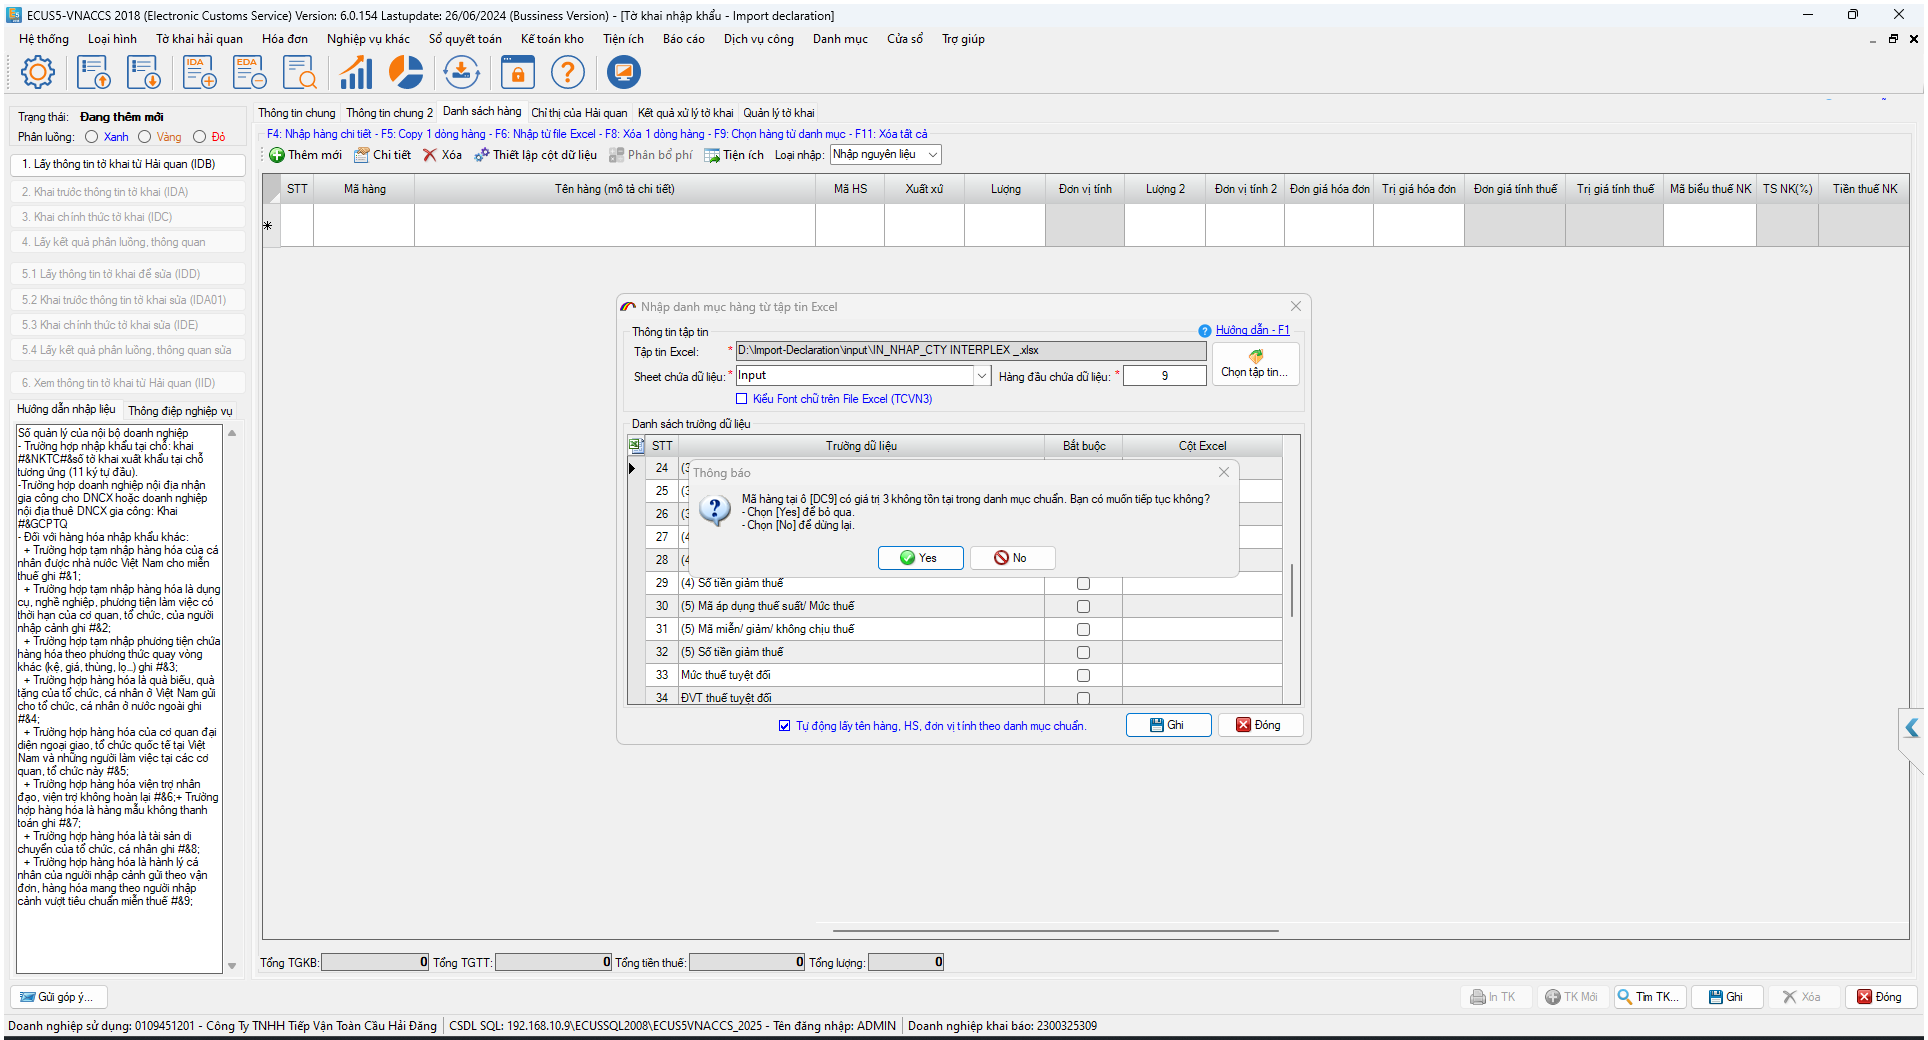 ECUS5-VNACCS 2018 (Electronic Customs Service) Version: 6.0.154 Lastupdate: 26/06/2024 (Bussiness Version) - [Tờ khai nhập khẩu - Import declaration]
Hệ thống Loại hình Tờ khai hải quan Hóa đơn Nghiệp vụ khác Sổ quyết toán Kế toán kho Tiện ích Báo cáo Dịch vụ công Danh mục Cửa sổ Trợ giúp
IDA EDA
Trạng thái: Đang thêm mới
Phân luồng: Xanh Vàng Đỏ
1. Lấy thông tin tờ khai từ Hải quan (IDB)
2. Khai trước thông tin tờ khai (IDA)
3. Khai chính thức tờ khai (IDC)
4. Lấy kết quả phân luồng, thông quan
5.1 Lấy thông tin tờ khai để sửa (IDD)
5.2 Khai trước thông tin tờ khai sửa (IDA01)
5.3 Khai chính thức tờ khai sửa (IDE)
5.4 Lấy kết quả phân luồng, thông quan sửa
6. Xem thông tin tờ khai từ Hải quan (IID)
Hướng dẫn nhập liệu Thông điệp nghiệp vụ
Số quản lý của nội bộ doanh nghiệp
- Trường hợp nhập khẩu tại chỗ: khai
#&NKTC#&số tờ khai xuất khẩu tại chỗ
tương ứng (11 ký tự đầu).
-Trường hợp doanh nghiệp nội địa nhận
gia công cho DNCX hoặc doanh nghiệp
nội địa thuê DNCX gia công: Khai
#&GCPTQ
- Đối với hàng hóa nhập khẩu khác:
+ Trường hợp tạm nhập hàng hóa của cá
nhân được nhà nước Việt Nam cho miễn
thuế ghi #&1;
+ Trường hợp tạm nhập hàng hóa là dụng
cụ, nghề nghiệp, phương tiện làm việc có
thời hạn của cơ quan, tổ chức, của người
nhập cảnh ghi #&2;
+ Trường hợp tạm nhập phương tiện chứa
hàng hóa theo phương thức quay vòng
khác (kệ, giá, thùng, lọ...) ghi #&3;
+ Trường hợp hàng hóa là quà biếu, quà
tặng của tổ chức, cá nhân ở Việt Nam gửi
cho tổ chức, cá nhân ở nước ngoài ghi
#&4;
+ Trường hợp hàng hóa của cơ quan đại
diện ngoại giao, tổ chức quốc tế tại Việt
Nam và những người làm việc tại các cơ
quan, tổ chức này #&5;
+ Trường hợp hàng hóa viện trợ nhân
đạo, viện trợ không hoàn lại #&6;+ Trường
hợp hàng hóa là hàng mẫu không thanh
toán ghi #&7;
+ Trường hợp hàng hóa là tài sản di
chuyển của tổ chức, cá nhân ghi #&8;
+ Trường hợp hàng hóa là hành lý cá
nhân của người nhập cảnh gửi theo vận
đơn, hàng hóa mang theo người nhập
cảnh vượt tiêu chuẩn miễn thuế #&9;
Gửi góp ý...
Thông tin chung Thông tin chung 2 Danh sách hàng Chỉ thị của Hải quan Kết quả xử lý tờ khai Quản lý tờ khai
F4: Nhập hàng chi tiết - F5: Copy 1 dòng hàng - F6: Nhập từ file Excel - F8: Xóa 1 dòng hàng - F9: Chọn hàng từ danh mục - F11: Xóa tất cả
Thêm mới Chi tiết Xóa Thiết lập cột dữ liệu Phân bổ phí Tiện ích Loại nhập: Nhập nguyên liệu
STT Mã hàng Tên hàng (mô tả chi tiết) Mã HS Xuất xứ Lượng Đơn vị tính Lượng 2 Đơn vị tính 2 Đơn giá hóa đơn Trị giá hóa đơn Đơn giá tính thuế Trị giá tính thuế Mã biểu thuế NK TS NK(%) Tiền thuế NK
Nhập danh mục hàng từ tập tin Excel
Thông tin tập tin
Hướng dẫn - F1
Tập tin Excel: * D:\Import-Declaration\input\IN_NHAP_CTY INTERPLEX _.xlsx
Chọn tập tin...
Sheet chứa dữ liệu: * Input Hàng đầu chứa dữ liệu: * 9
Kiểu Font chữ trên File Excel (TCVN3)
Danh sách trường dữ liệu
STT Trường dữ liệu Bắt buộc Cột Excel
24 (3
25 (3
26 (3
27 (4
28 (4
Thông báo
Mã hàng tại ô [DC9] có giá trị 3 không tồn tại trong danh mục chuẩn. Bạn có muốn tiếp tục không?
- Chọn [Yes] để bỏ qua.
- Chọn [No] để dừng lại.
Yes No
29 (4) Số tiền giảm thuế
30 (5) Mã áp dụng thuế suất/ Mức thuế
31 (5) Mã miễn/ giảm/ không chịu thuế
32 (5) Số tiền giảm thuế
33 Mức thuế tuyệt đối
34 ĐVT thuế tuyệt đối
Tự động lấy tên hàng, HS, đơn vị tính theo danh mục chuẩn. Ghi Đóng
Tổng TGKB: 0 Tổng TGTT: 0 Tổng tiền thuế: 0 Tổng lượng: 0
In TK TK Mới Tìm TK... Ghi Xóa Đóng
Doanh nghiệp sử dụng: 0109451201 - Công Ty TNHH Tiếp Vận Toàn Cầu Hải Đăng CSDL SQL: 192.168.10.9\ECUSSQL2008\ECUS5VNACCS_2025 - Tên đăng nhập: ADMIN Doanh nghiệp khai báo: 2300325309